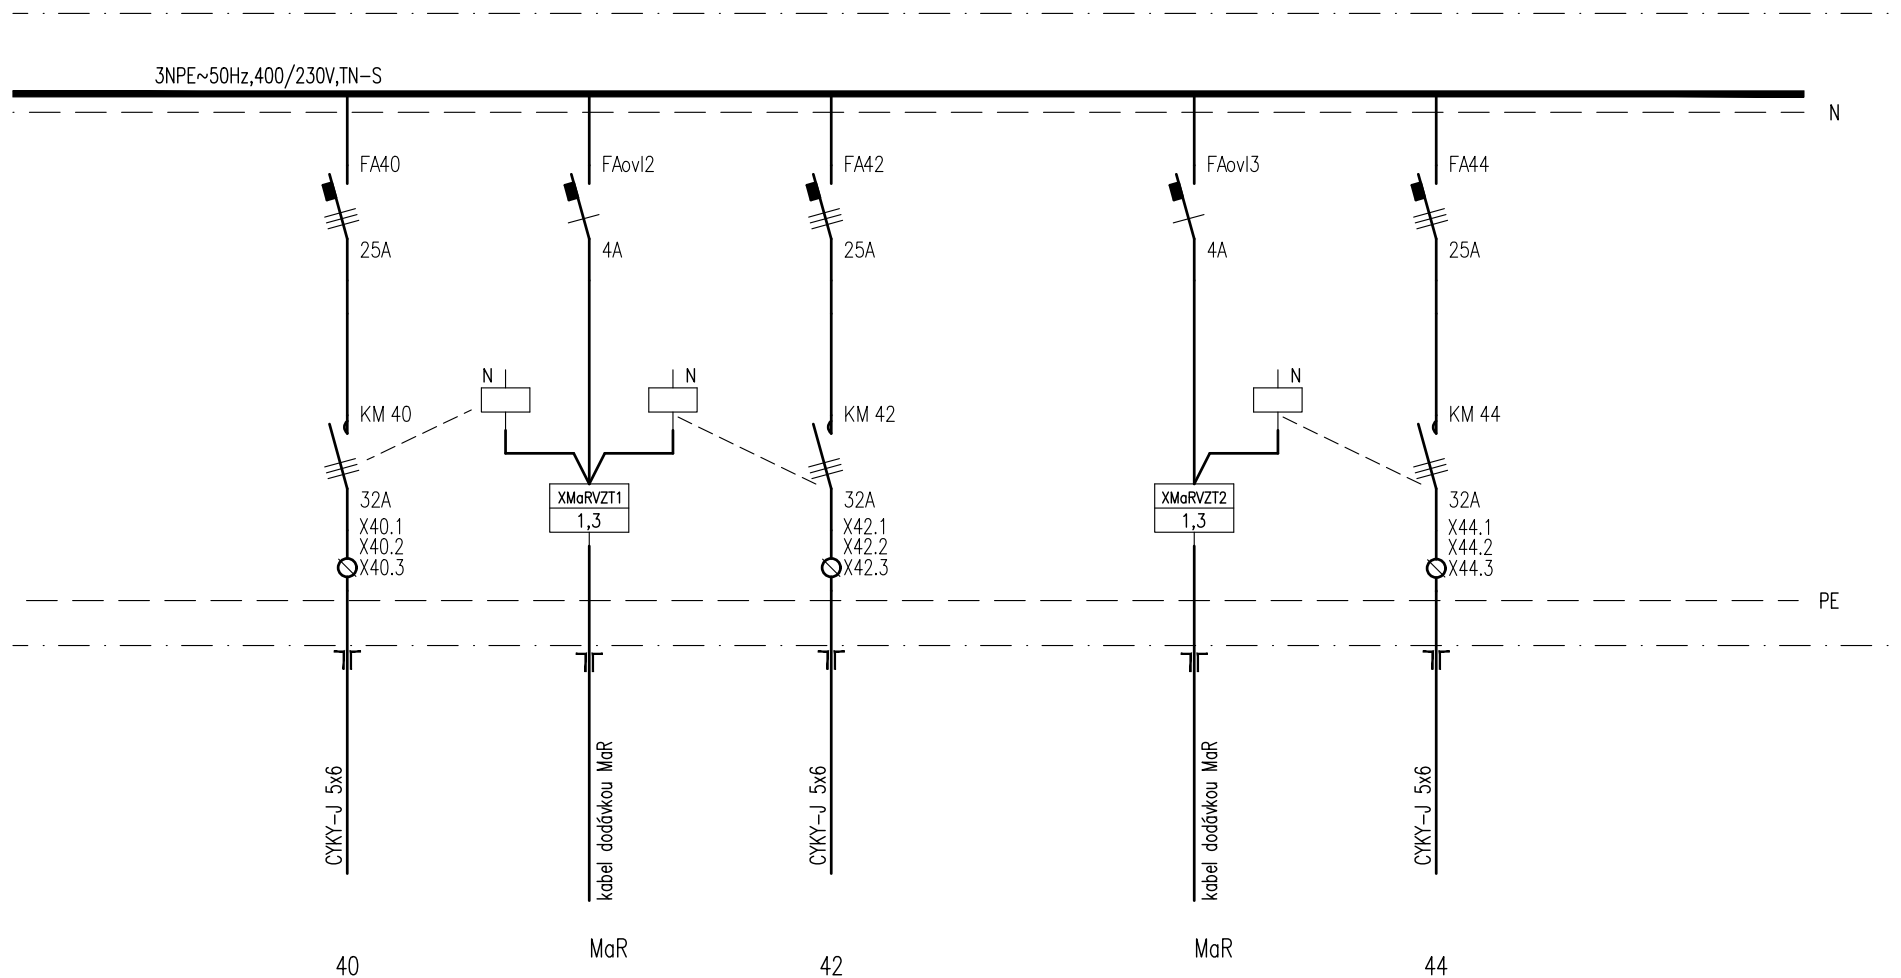 3NPE~50Hz,400/230V,TN-S
N
FA40
FAovl2
FA42
FAovl3
FA44
25A
4A
25A
4A
25A
N
N
N
KM 40
KM 42
KM 44
XMaRVZT1
XMaRVZT2
32A
32A
32A
1,3
1,3
X40.1
X42.1
X44.1
X40.2
X42.2
X44.2
X40.3
X42.3
X44.3
PE
CYKY-J 5x6
kabel dodávkou MaR
CYKY-J 5x6
kabel dodávkou MaR
CYKY-J 5x6
MaR
MaR
40
42
44